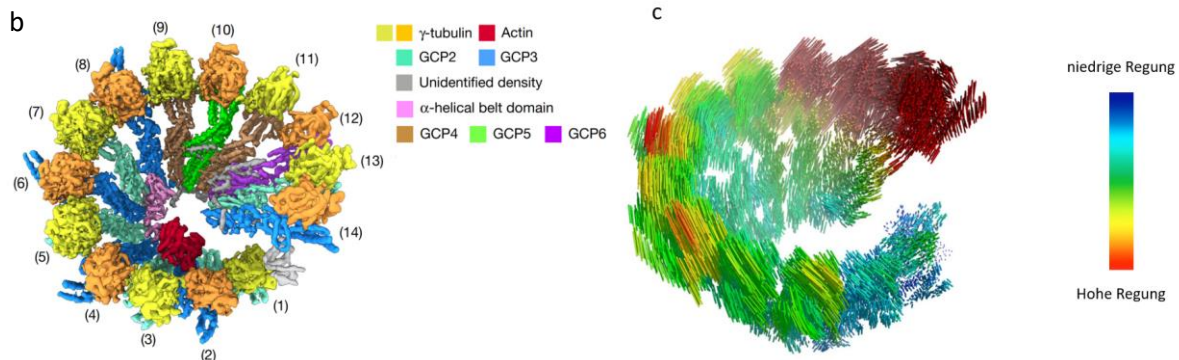 b
(9)
(10)
(8)
(11)
(7)
(12)
(6)
(13)
(5)
(14)
(4)
(3)
(2)
(1)
γ-tubulin Actin
GCP2 GCP3
Unidentified density
α-helical belt domain
GCP4 GCP5 GCP6
c
niedrige Regung
Hohe Regung